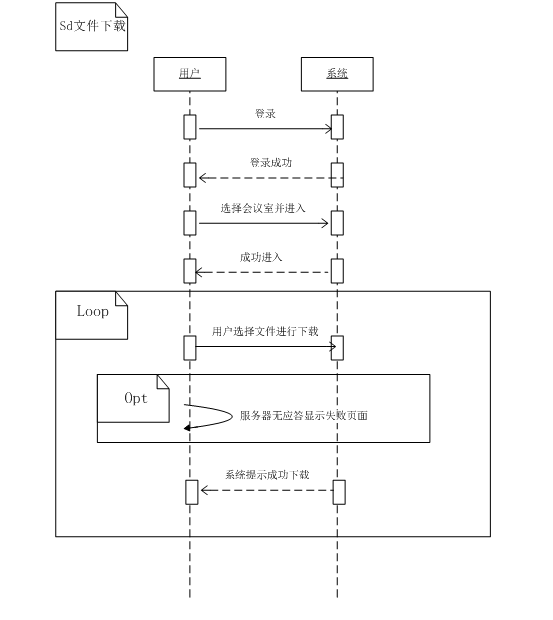 Sd文件下载
用户
系统
登录
登录成功
选择会议室并进入
成功进入
Loop
用户选择文件进行下载
Opt
服务器无应答显示失败页面
系统提示成功下载